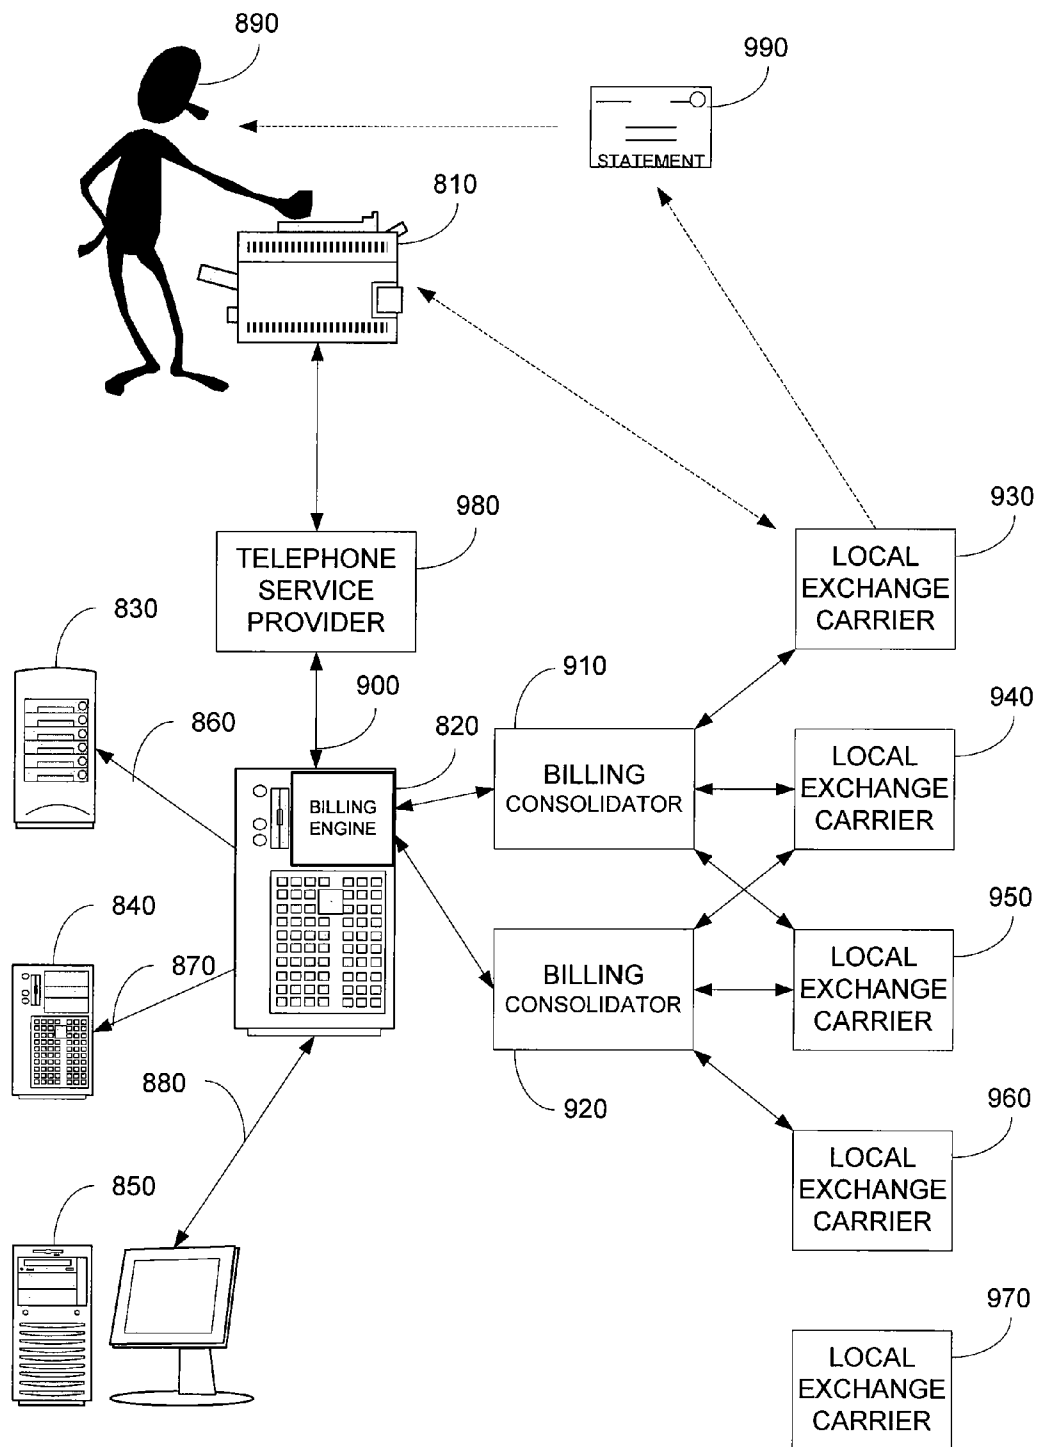 890
990
STATEMENT
810
980
930
TELEPHONE
SERVICE
PROVIDER
LOCAL
EXCHANGE
CARRIER
830
910
900
860
820
940
BILLING
CONSOLIDATOR
LOCAL
EXCHANGE
CARRIER
BILLING
ENGINE
840
870
950
BILLING
CONSOLIDATOR
LOCAL
EXCHANGE
CARRIER
880
920
960
LOCAL
EXCHANGE
CARRIER
850
970
LOCAL
EXCHANGE
CARRIER